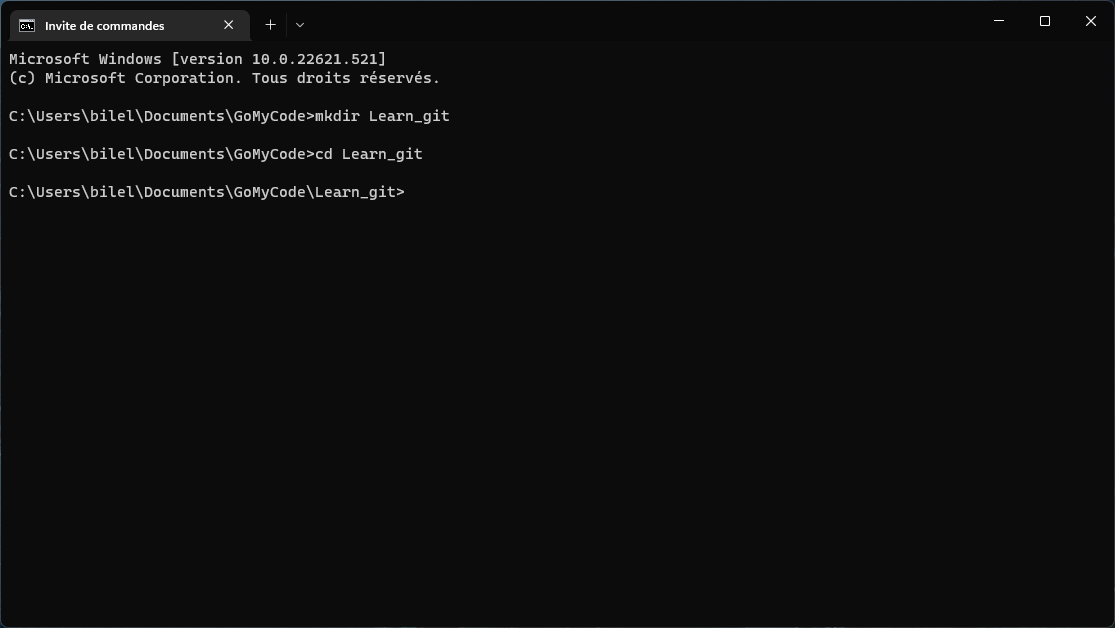 Invite de commandes
Microsoft Windows [version 10.0.22621.521]
(c) Microsoft Corporation. Tous droits réservés.
C:\Users\bilel\Documents\GoMyCode>mkdir Learn_git
C:\Users\bilel\Documents\GoMyCode>cd Learn_git
C:\Users\bilel\Documents\GoMyCode\Learn_git>